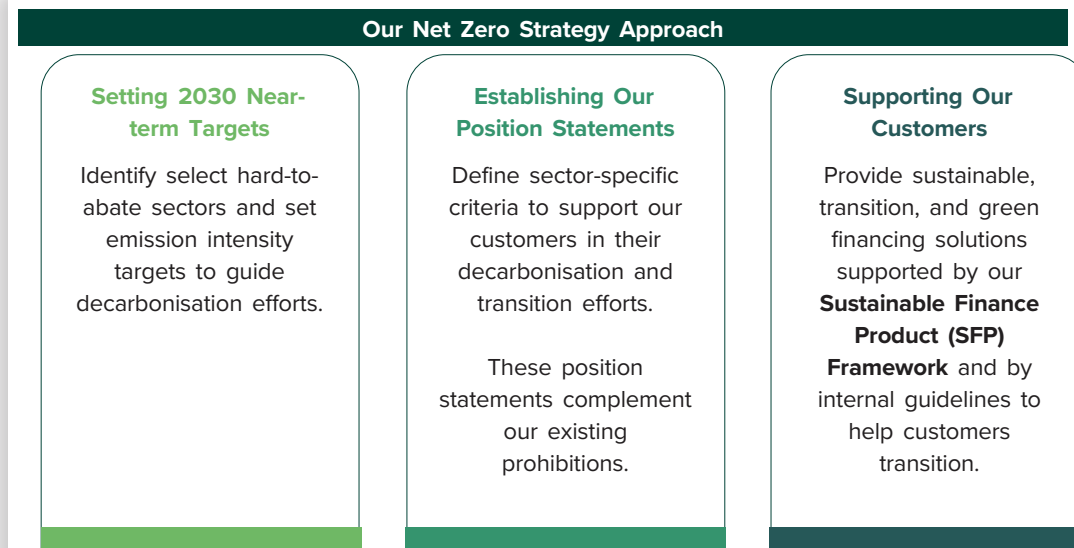 Our Net Zero Strategy Approach
Setting 2030 Near-
term Targets
Identify select hard-to-
abate sectors and set
emission intensity
targets to guide
decarbonisation efforts.
Establishing Our
Position Statements
Define sector-specific
criteria to support our
customers in their
decarbonisation and
transition efforts.
These position
statements complement
our existing
prohibitions.
Supporting Our
Customers
Provide sustainable,
transition, and green
financing solutions
supported by our
Sustainable Finance
Product (SFP)
Framework and by
internal guidelines to
help customers
transition.